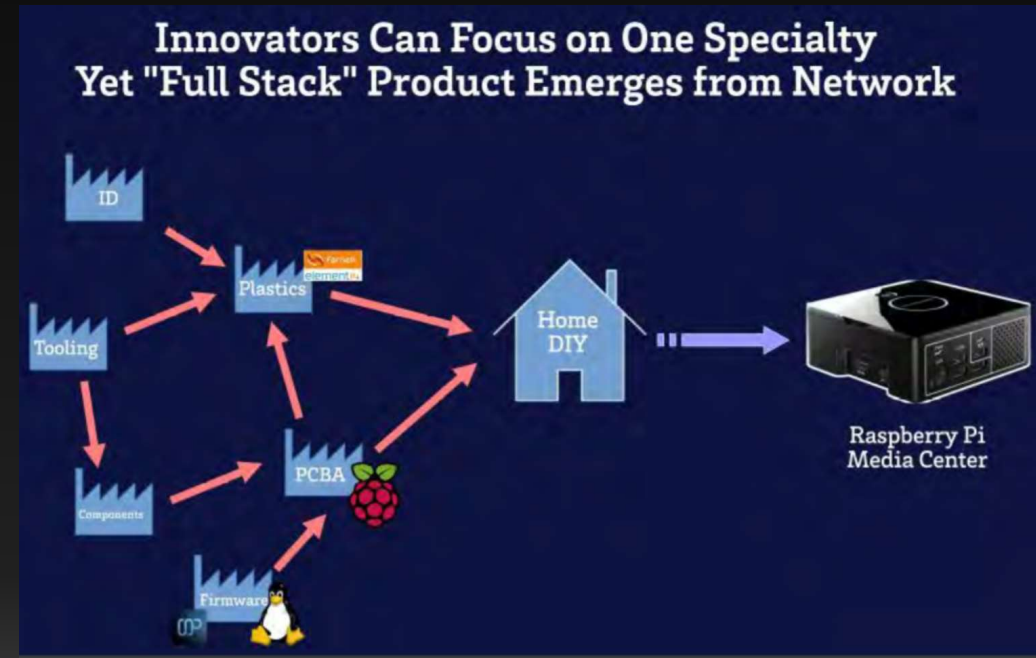 Innovators Can Focus on One Specialty
Yet "Full Stack" Product Emerges from Network
ID
Farnell
element14
Plastics
Tooling
Home
DIY
Raspberry Pi
Media Center
PCBA
Components
Firmware